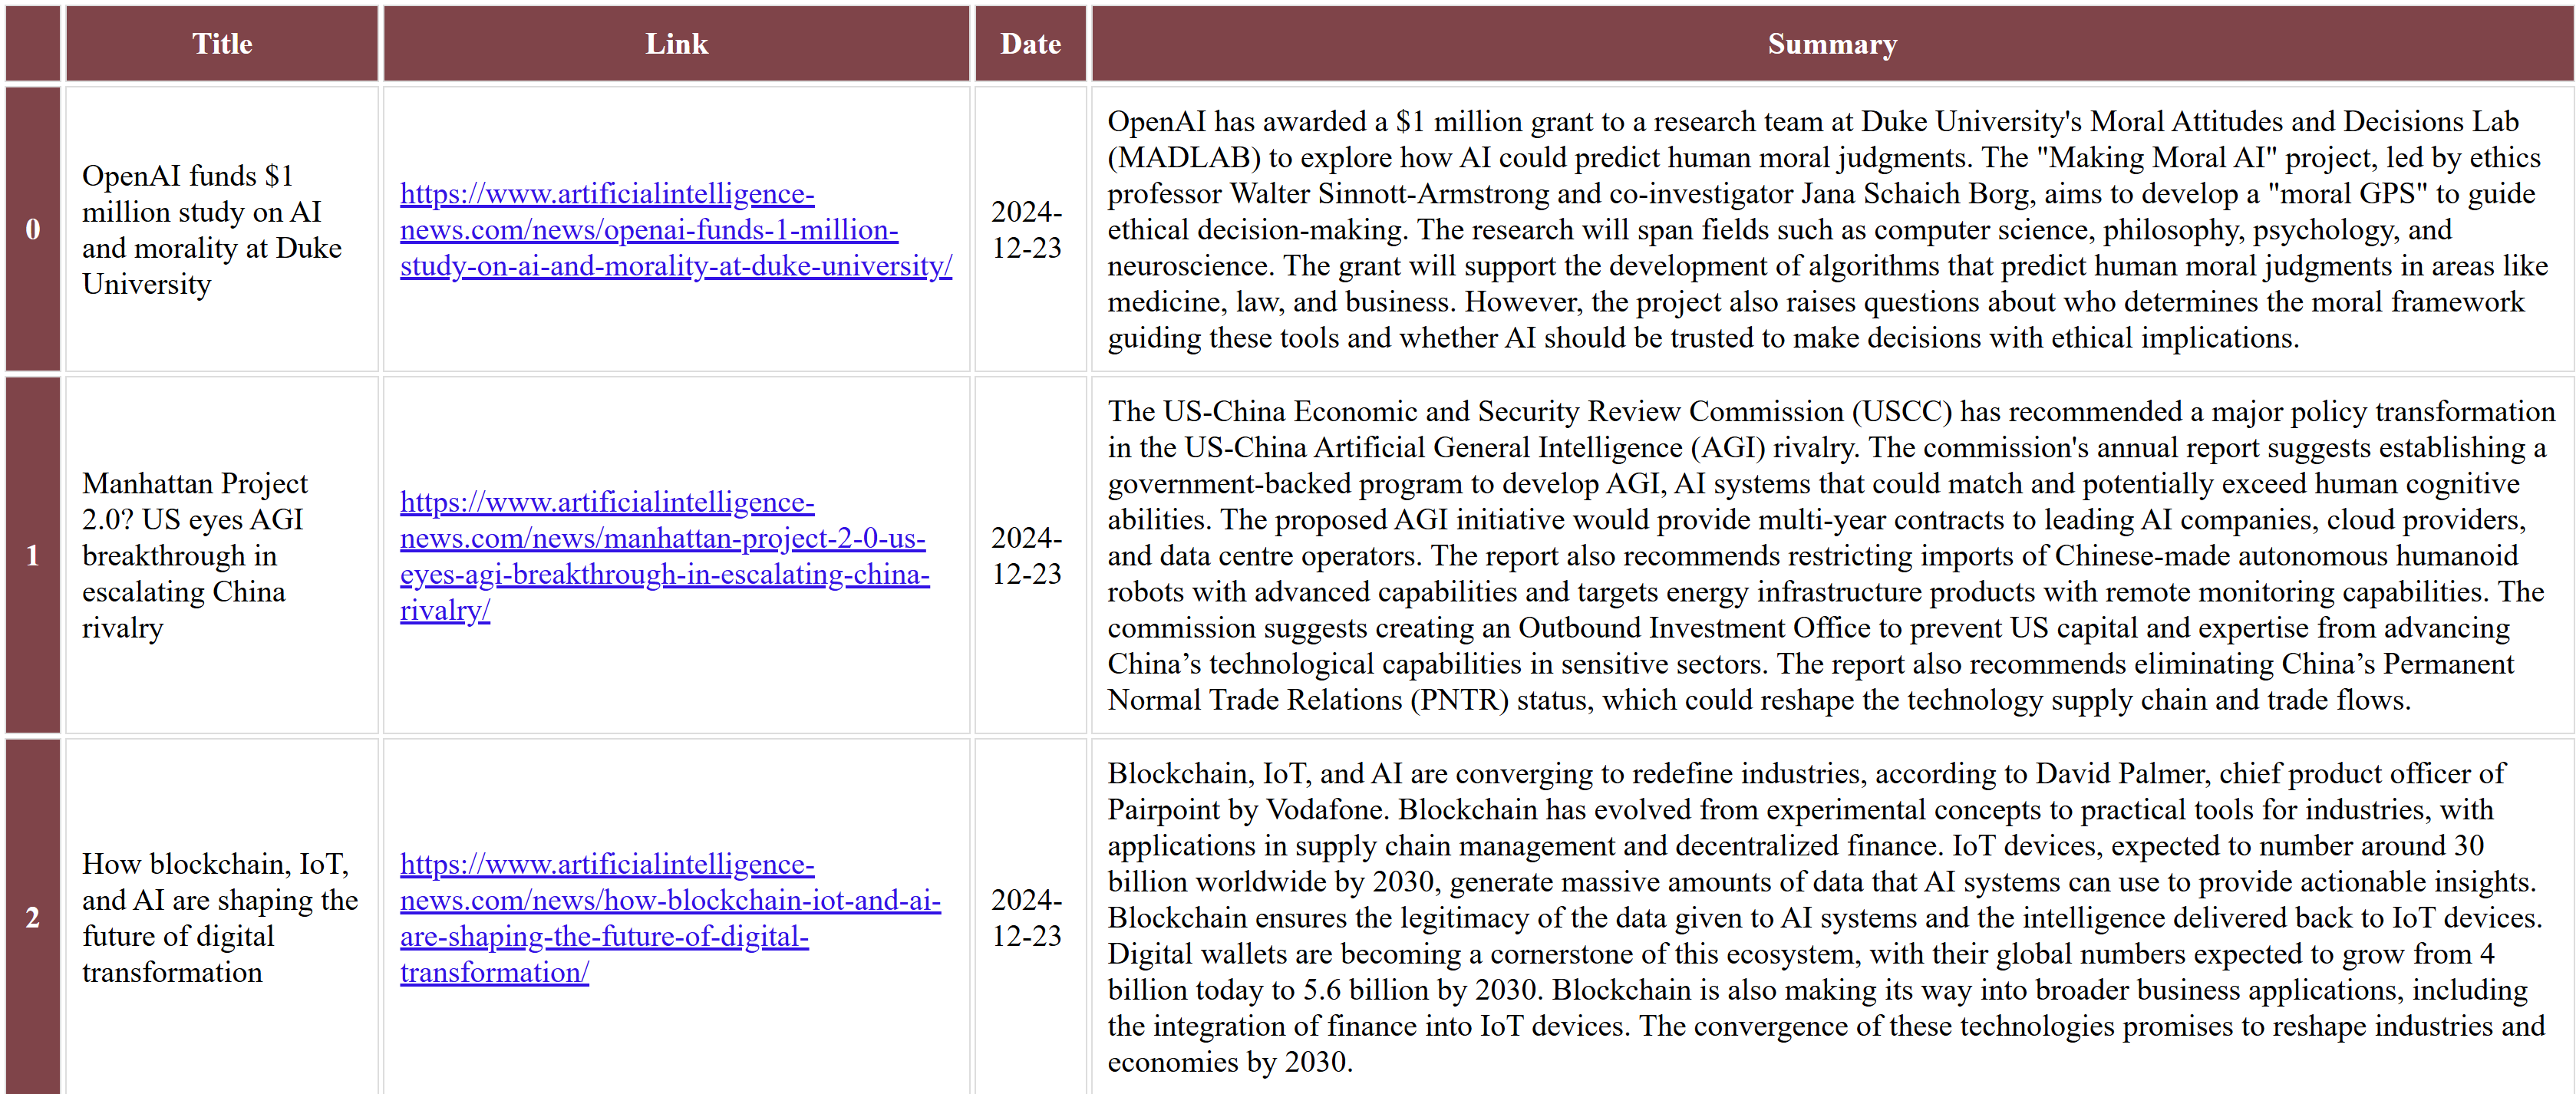 Title Link Date Summary
0
OpenAI funds $1
million study on AI
and morality at Duke
University
https://www.artificialintelligence-
news.com/news/openai-funds-1-million-
study-on-ai-and-morality-at-duke-university/
2024-
12-23
OpenAI has awarded a $1 million grant to a research team at Duke University's Moral Attitudes and Decisions Lab
(MADLAB) to explore how AI could predict human moral judgments. The "Making Moral AI" project, led by ethics
professor Walter Sinnott-Armstrong and co-investigator Jana Schaich Borg, aims to develop a "moral GPS" to guide
ethical decision-making. The research will span fields such as computer science, philosophy, psychology, and
neuroscience. The grant will support the development of algorithms that predict human moral judgments in areas like
medicine, law, and business. However, the project also raises questions about who determines the moral framework
guiding these tools and whether AI should be trusted to make decisions with ethical implications.
1
Manhattan Project
2.0? US eyes AGI
breakthrough in
escalating China
rivalry
https://www.artificialintelligence-
news.com/news/manhattan-project-2-0-us-
eyes-agi-breakthrough-in-escalating-china-
rivalry/
2024-
12-23
The US-China Economic and Security Review Commission (USCC) has recommended a major policy transformation
in the US-China Artificial General Intelligence (AGI) rivalry. The commission's annual report suggests establishing a
government-backed program to develop AGI, AI systems that could match and potentially exceed human cognitive
abilities. The proposed AGI initiative would provide multi-year contracts to leading AI companies, cloud providers,
and data centre operators. The report also recommends restricting imports of Chinese-made autonomous humanoid
robots with advanced capabilities and targets energy infrastructure products with remote monitoring capabilities. The
commission suggests creating an Outbound Investment Office to prevent US capital and expertise from advancing
China’s technological capabilities in sensitive sectors. The report also recommends eliminating China’s Permanent
Normal Trade Relations (PNTR) status, which could reshape the technology supply chain and trade flows.
2
How blockchain, IoT,
and AI are shaping the
future of digital
transformation
https://www.artificialintelligence-
news.com/news/how-blockchain-iot-and-ai-
are-shaping-the-future-of-digital-
transformation/
2024-
12-23
Blockchain, IoT, and AI are converging to redefine industries, according to David Palmer, chief product officer of
Pairpoint by Vodafone. Blockchain has evolved from experimental concepts to practical tools for industries, with
applications in supply chain management and decentralized finance. IoT devices, expected to number around 30
billion worldwide by 2030, generate massive amounts of data that AI systems can use to provide actionable insights.
Blockchain ensures the legitimacy of the data given to AI systems and the intelligence delivered back to IoT devices.
Digital wallets are becoming a cornerstone of this ecosystem, with their global numbers expected to grow from 4
billion today to 5.6 billion by 2030. Blockchain is also making its way into broader business applications, including
the integration of finance into IoT devices. The convergence of these technologies promises to reshape industries and
economies by 2030.